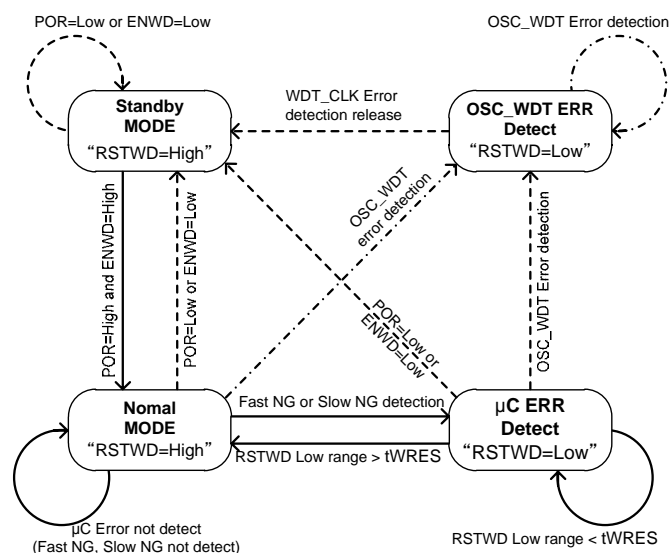 POR=Low or ENWD=Low
OSC_WDT Error detection
Standby
MODE
“RSTWD=High”
WDT_CLK Error
detection release
OSC_WDT ERR
Detect
“RSTWD=Low”
POR=High and ENWD=High
POR=Low or ENWD=Low
OSC_WDT
error detection
POR=Low or
ENWD=Low
OSC_WDT Error detection
Nomal
MODE
“RSTWD=High”
Fast NG or Slow NG detection
RSTWD Low range > tWRES
µC ERR
Detect
“RSTWD=Low”
µC Error not detect
(Fast NG, Slow NG not detect)
RSTWD Low range < tWRES